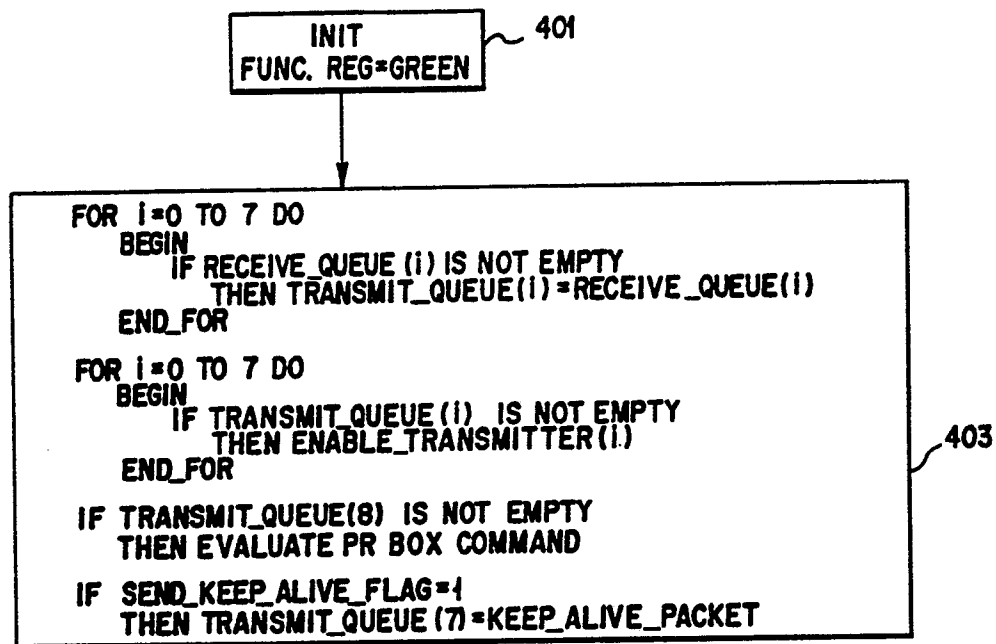 INIT
FUNC. REG=GREEN
401
FOR i=0 TO 7 DO
BEGIN
IF RECEIVE_QUEUE (i) IS NOT EMPTY
THEN TRANSMIT_QUEUE(i)=RECEIVE_QUEUE(i)
END_FOR
FOR i=0 TO 7 DO
BEGIN
IF TRANSMIT_QUEUE(i) IS NOT EMPTY
THEN ENABLE_TRANSMITTER(i)
END_FOR
403
IF TRANSMIT_QUEUE(8) IS NOT EMPTY
THEN EVALUATE PR BOX COMMAND
IF SEND_KEEP_ALIVE_FLAG=1
THEN TRANSMIT_QUEUE(7)=KEEP_ALIVE_PACKET